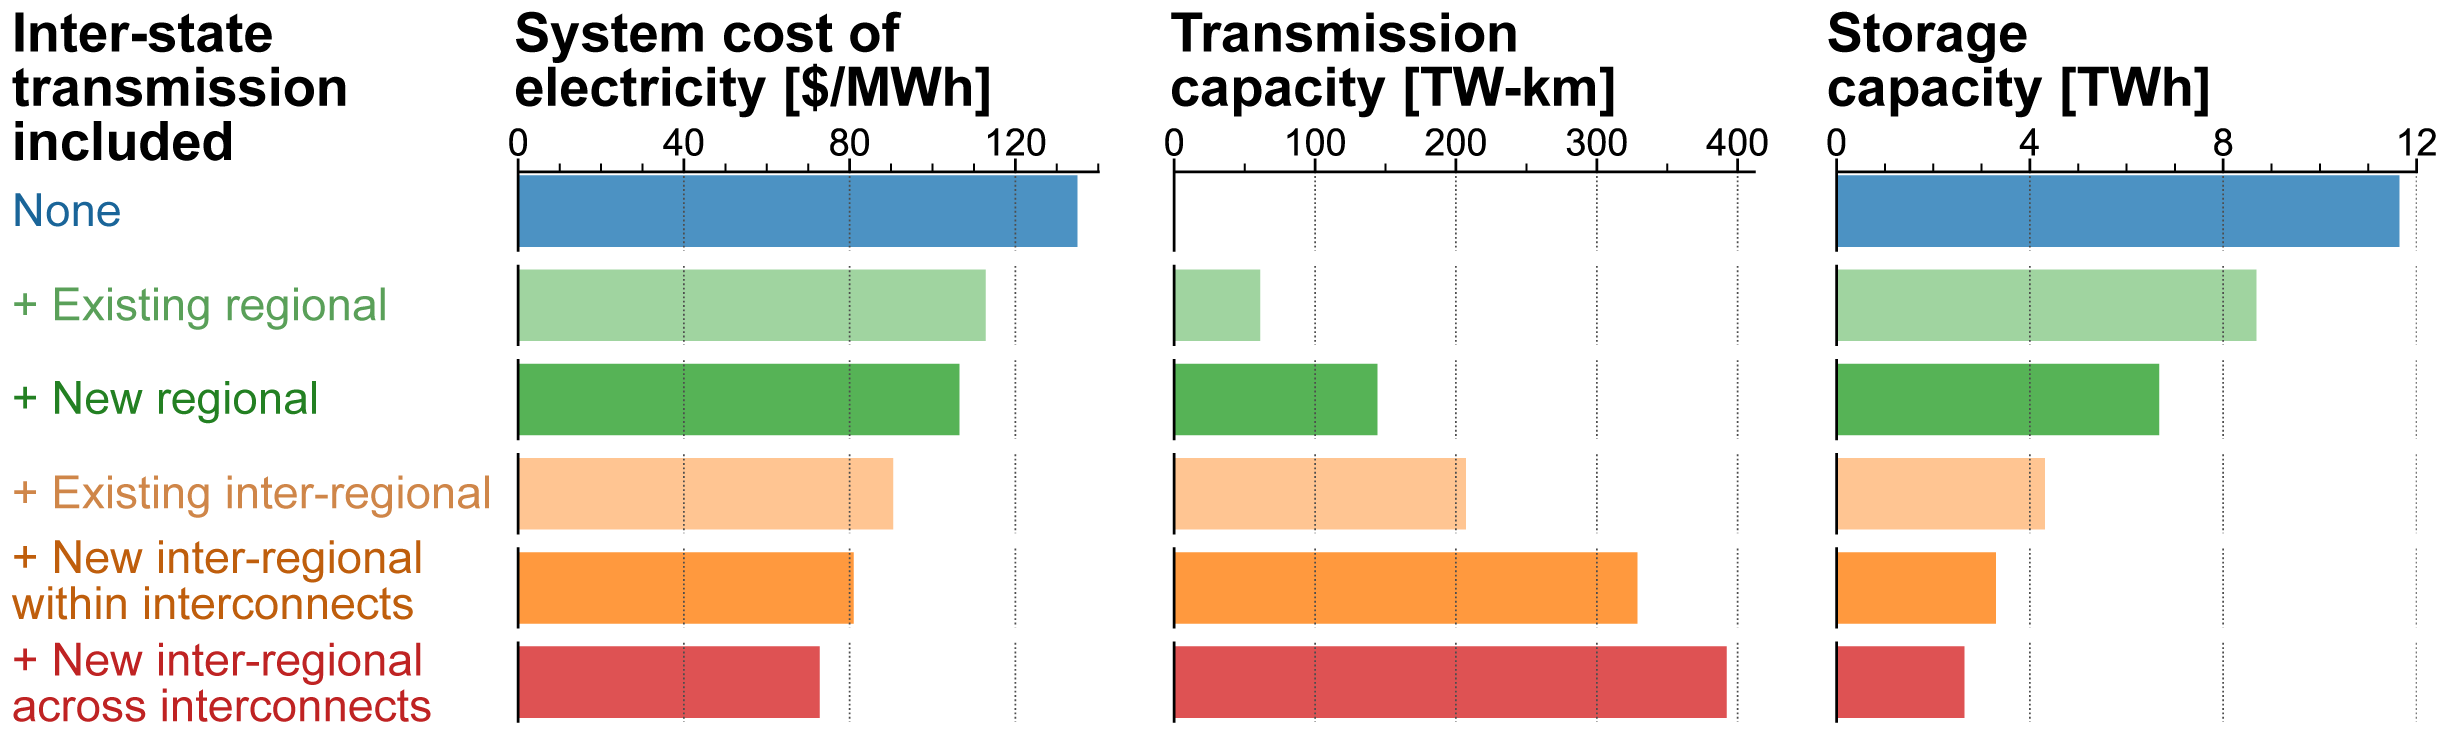 Inter-state
transmission
included
System cost of
electricity [$/MWh]
0 40 80 120
Transmission
capacity [TW-km]
0 100 200 300 400
Storage
capacity [TWh]
0 4 8 12
None
+ Existing regional
+ New regional
+ Existing inter-regional
+ New inter-regional
within interconnects
+ New inter-regional
across interconnects